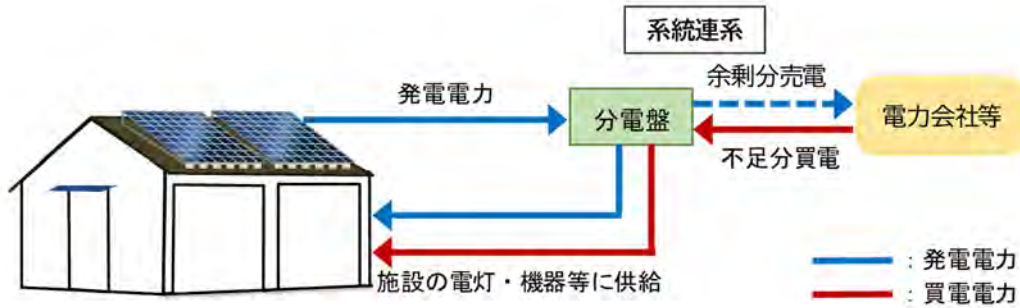 系統連系
余剰分売電
発電電力
分電盤
電力会社等
不足分買電
施設の電灯・機器等に供給
：発電電力
：買電電力